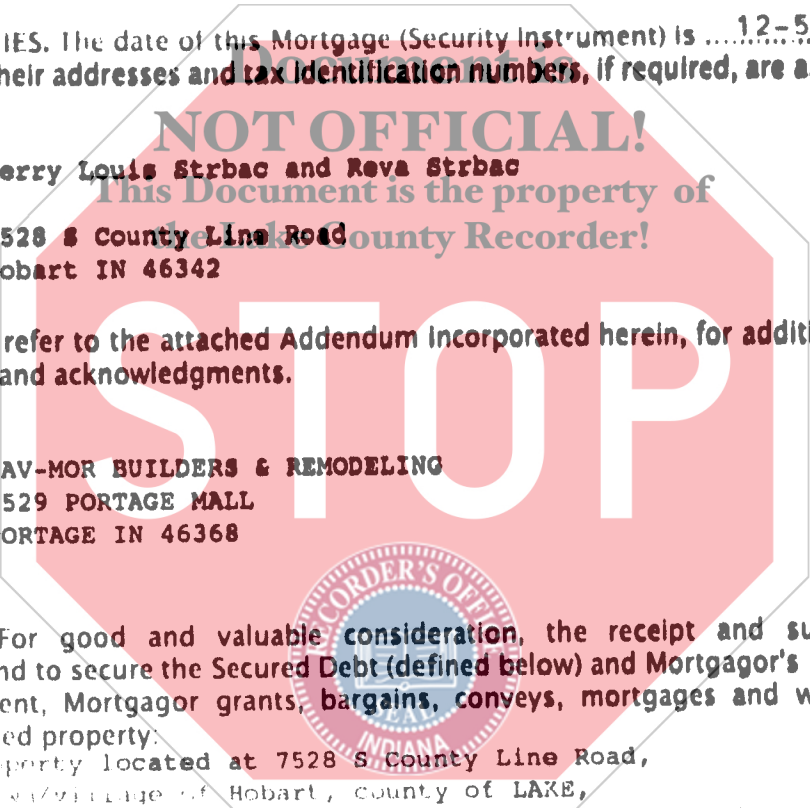 IES. The date of this Mortgage (Security Instrument) is ....12-5
heir addresses and tax identification numbers, if required, are a
Document is
NOT OFFICIAL!
erry Louis Strbac and Reva Strbac
This Document is the property of
528 S County Line Road
the Lake County Recorder!
obart IN 46342
refer to the attached Addendum incorporated herein, for additi
and acknowledgments.
STOP
AV-MOR BUILDERS & REMODELING
529 PORTAGE MALL
ORTAGE IN 46368
RECORDER'S OFFICE
For good and valuable consideration, the receipt and su
nd to secure the Secured Debt (defined below) and Mortgagor's
ent, Mortgagor grants, bargains, conveys, mortgages and w
SEAL
ed property:
INDIANA
perty located at 7528 S County Line Road,
of Hobart, county of LAKE,